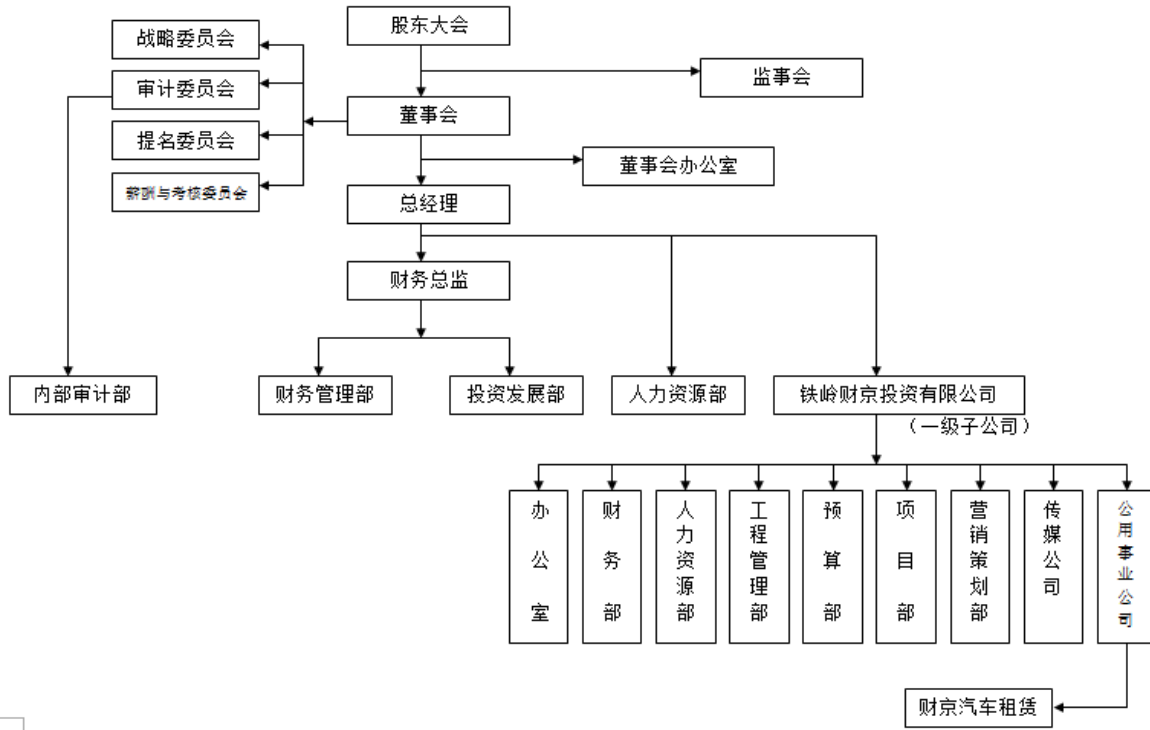 股东大会
战略委员会
监事会
审计委员会
董事会
提名委员会
董事会办公室
薪酬与考核委员会
总经理
财务总监
内部审计部
财务管理部
投资发展部
人力资源部
铁岭财京投资有限公司
（一级子公司）
办公室
财务部
人力资源部
工程管理部
预算部
项目部
营销策划部
传媒公司
公用事业公司
财京汽车租赁